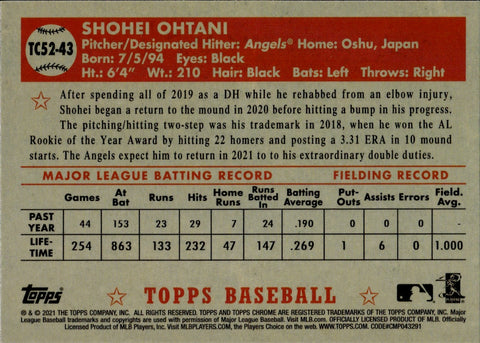 TC52-43
SHOHEI OHTANI
Pitcher/Designated Hitter: Angels® Home: Oshu, Japan
Born: 7/5/94 Eyes: Black
Ht.: 6'4" Wt.: 210 Hair: Black Bats: Left Throws: Right
After spending all of 2019 as a DH while he rehabbed from an elbow injury,
Shohei began a return to the mound in 2020 before hitting a bump in his progress.
The pitching/hitting two-step was his trademark in 2018, when he won the AL
Rookie of the Year Award by hitting 22 homers and posting a 3.31 ERA in 10 mound
starts. The Angels expect him to return in 2021 to to his extraordinary double duties.
MAJOR LEAGUE BATTING RECORD FIELDING RECORD
Games At Bat Runs Hits Home Runs Runs Batted In Batting Average Put-Outs Assists Errors Field. Avg.
PAST YEAR 44 153 23 29 7 24 .190 0 0 0 —
LIFE-TIME 254 863 133 232 47 147 .269 1 6 0 1.000
Topps TOPPS BASEBALL
® & © 2021 THE TOPPS COMPANY, INC. ALL RIGHTS RESERVED. TOPPS AND TOPPS CHROME ARE REGISTERED TRADEMARKS OF THE TOPPS COMPANY, INC. Major
League Baseball trademarks and copyrights are used with permission of Major League Baseball. Visit MLB.COM. OFFICIALLY LICENSED PRODUCT OF MLB. Officially
Licensed Product of MLB Players, Inc. Visit MLBPLAYERS.COM, the Players Choice on the web. WWW.TOPPS.COM. CODE#CMP043291